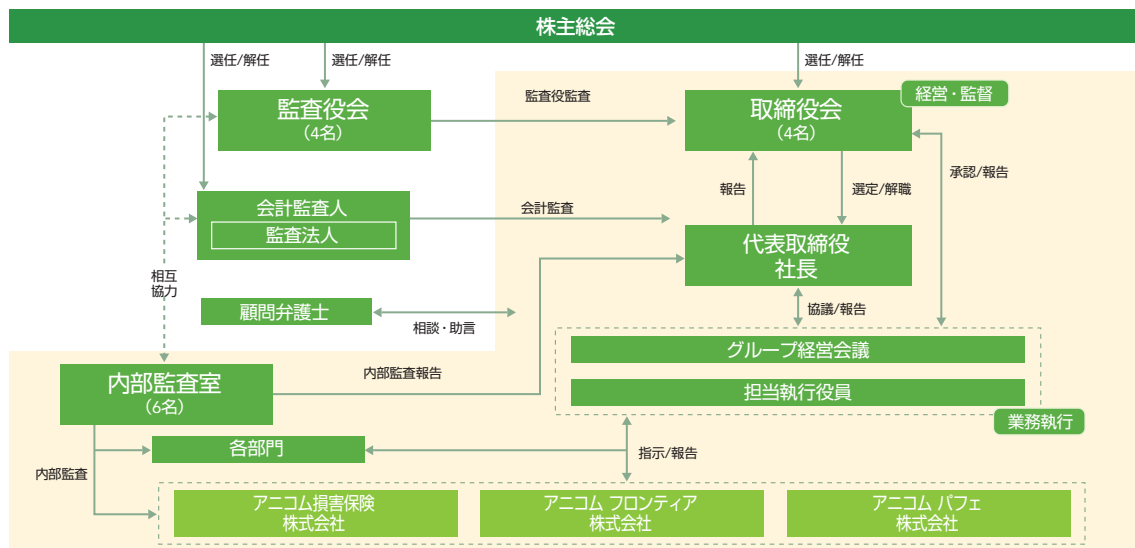 株主総会
選任/解任
選任/解任
選任/解任
監査役会
（4名）
監査役監査
取締役会
（4名）
経営・監督
会計監査人
監査法人
会計監査
報告
選定/解職
承認/報告
代表取締役
社長
相互
協力
顧問弁護士
相談・助言
協議/報告
グループ経営会議
担当執行役員
業務執行
内部監査室
（6名）
内部監査報告
各部門
指示/報告
内部監査
アニコム損害保険
株式会社
アニコム フロンティア
株式会社
アニコム パフェ
株式会社